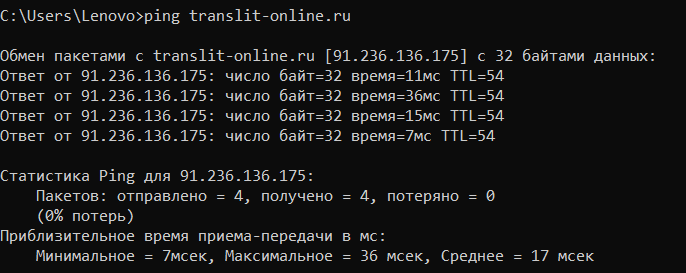 C:\Users\Lenovo>ping translit-online.ru
Обмен пакетами с translit-online.ru [91.236.136.175] с 32 байтами данных:
Ответ от 91.236.136.175: число байт=32 время=11мс TTL=54
Ответ от 91.236.136.175: число байт=32 время=36мс TTL=54
Ответ от 91.236.136.175: число байт=32 время=15мс TTL=54
Ответ от 91.236.136.175: число байт=32 время=7мс TTL=54
Статистика Ping для 91.236.136.175:
Пакетов: отправлено = 4, получено = 4, потеряно = 0
(0% потерь)
Приблизительное время приема-передачи в мс:
Минимальное = 7мсек, Максимальное = 36 мсек, Среднее = 17 мсек